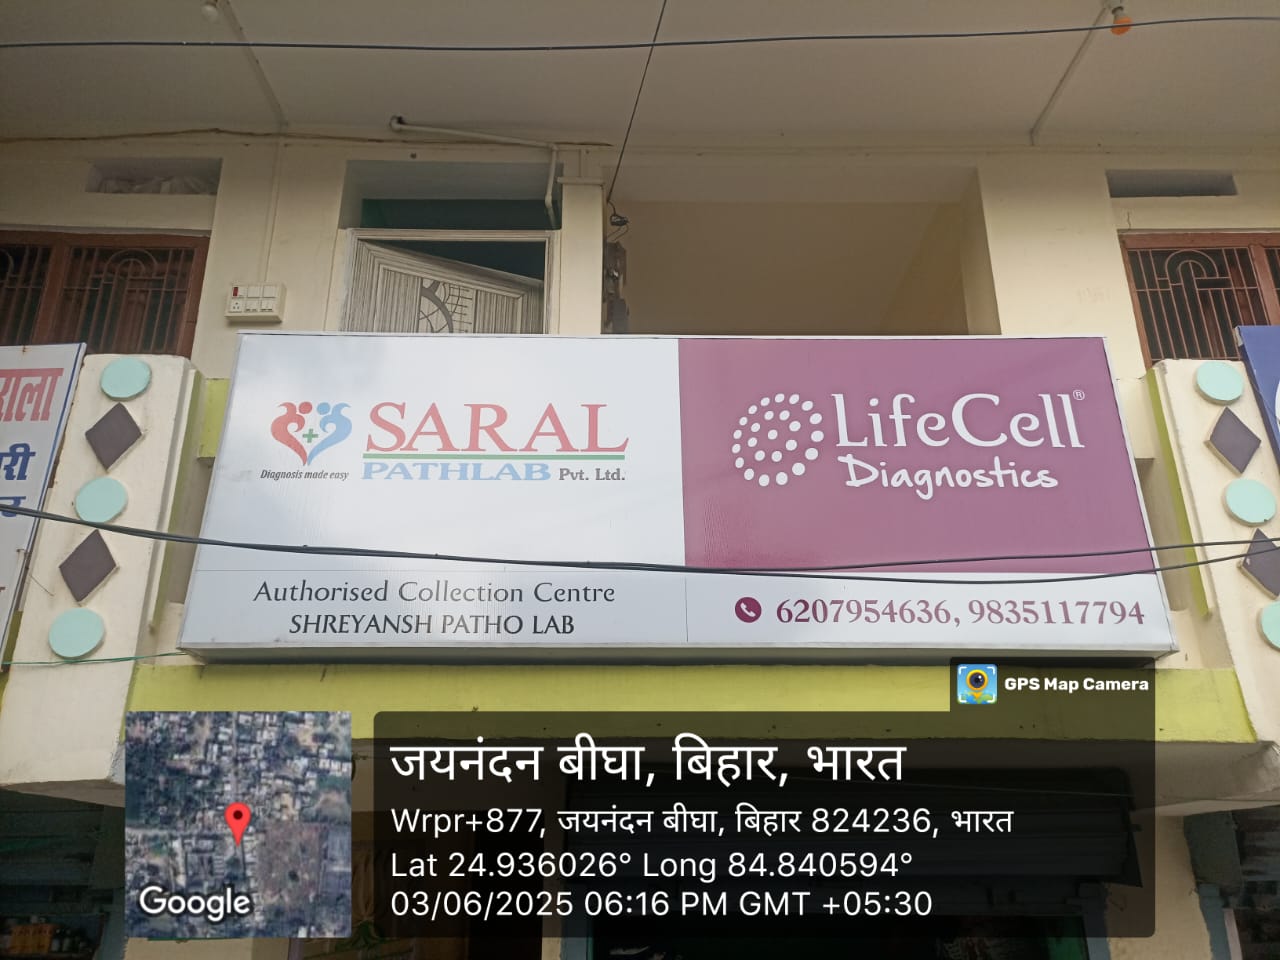 SARAL
Diagnosis made easy
PATHLAB Pvt. Ltd.
LifeCell®
Diagnostics
Authorised Collection Centre
SHREYANSH PATHO LAB
6207954636, 9835117794
GPS Map Camera
जयनंदन बीघा, बिहार, भारत
Wrpr+877, जयनंदन बीघा, बिहार 824236, भारत
Lat 24.936026° Long 84.840594°
03/06/2025 06:16 PM GMT +05:30
Google